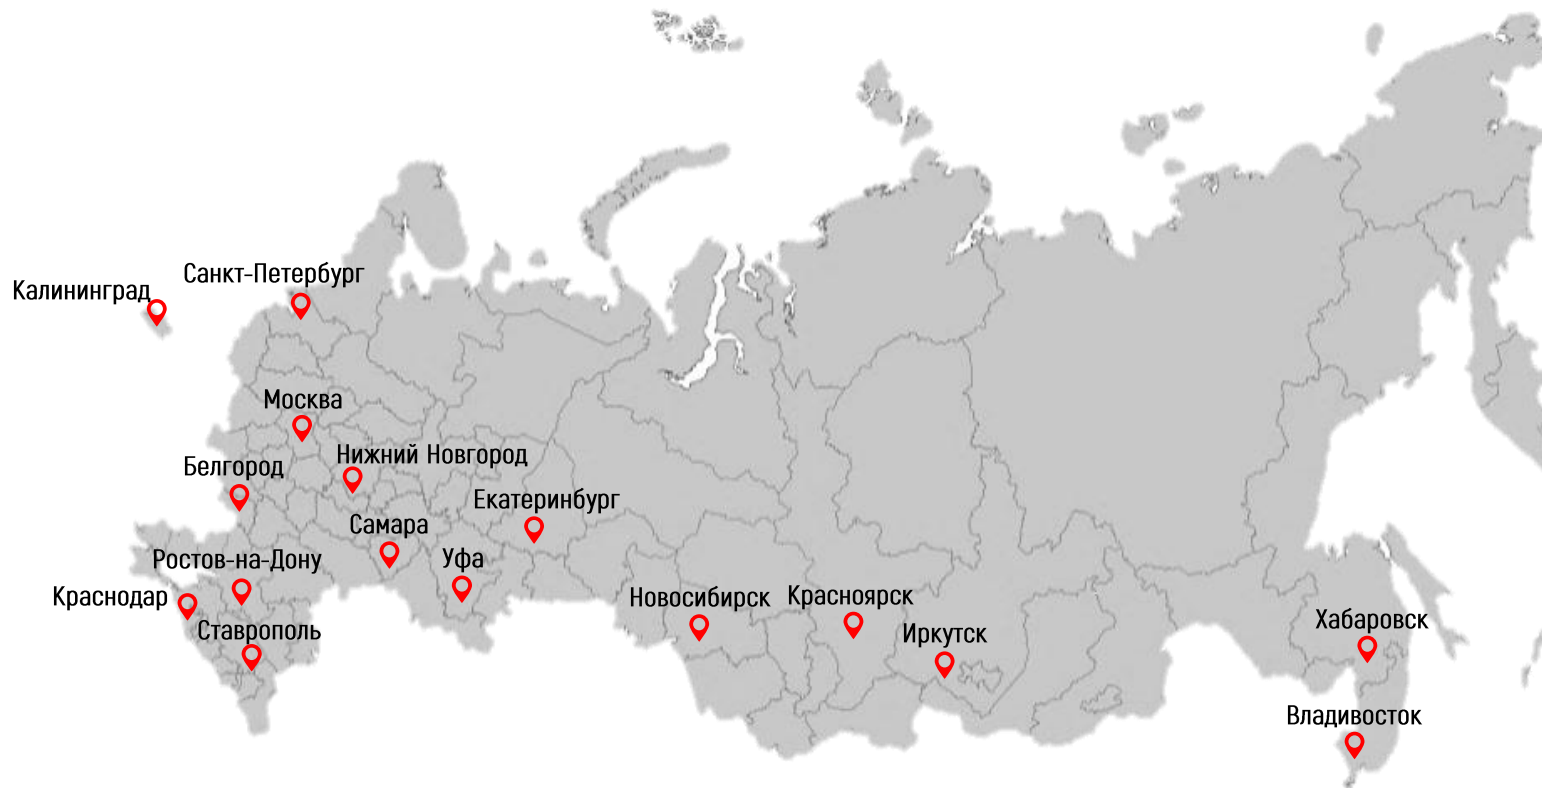 Санкт-Петербург
Калининград
Москва
Нижний Новгород
Белгород
Екатеринбург
Самара
Уфа
Ростов-на-Дону
Краснодар
Новосибирск
Красноярск
Хабаровск
Ставрополь
Иркутск
Владивосток